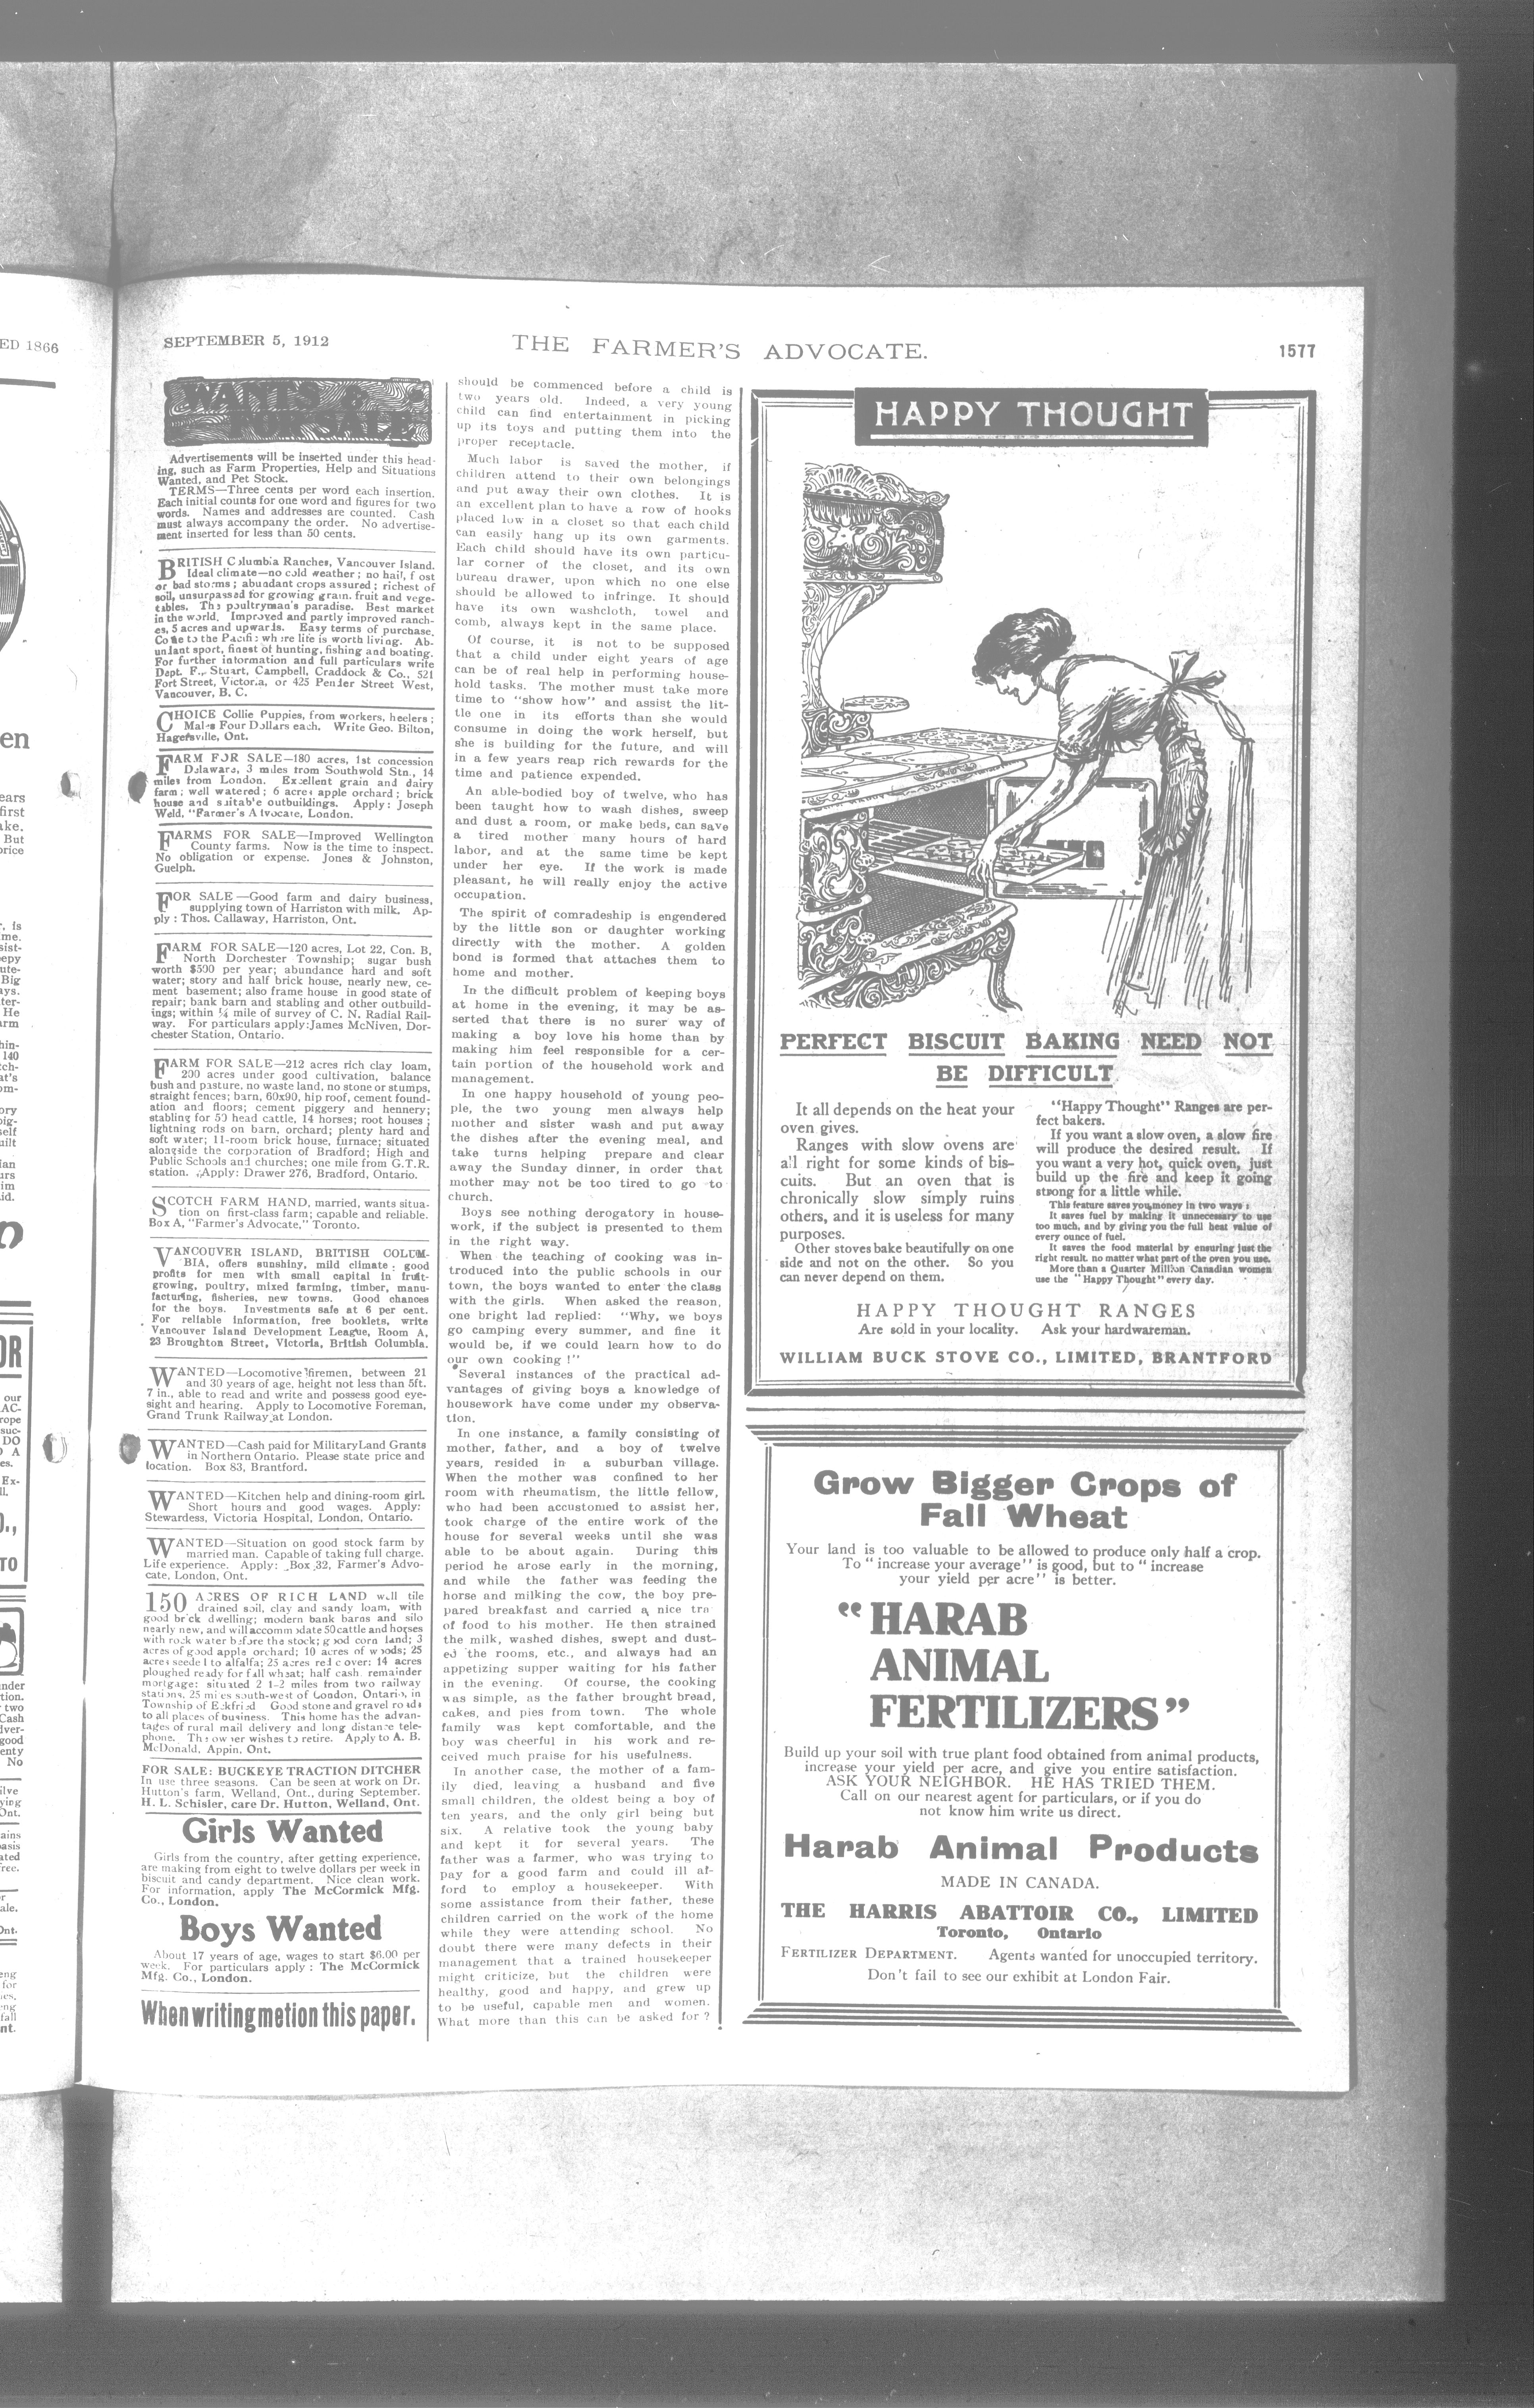 SEPTEMBER 5, 1912
THE FARMER'S ADVOCATE.
1577
WANTS &
FOR SALE
Advertisements will be inserted under this head-
ing, such as Farm Properties, Help and Situations
Wanted, and Pet Stock.
TERMS—Three cents per word each insertion.
Each initial counts for one word and figures for two
words. Names and addresses are counted. Cash
must always accompany the order. No advertise-
ment inserted for less than 50 cents.
BRITISH Columbia Ranches, Vancouver Island.
Ideal climate—no cold weather; no hail, f ost
or bad storms; abundant crops assured; richest of
soil, unsurpassed for growing grain, fruit and vege-
tables. The poultryman's paradise. Best market
in the world. Improved and partly improved ranch-
es, 5 acres and upwards. Easy terms of purchase.
Come to the Pacific where life is worth living. Ab-
undant sport, finest of hunting, fishing and boating.
For further information and full particulars write
Dept. F., Stuart, Campbell, Craddock & Co., 521
Fort Street, Victoria, or 425 Pender Street West,
Vancouver, B. C.
CHOICE Collie Puppies, from workers, heelers;
Males Four Dollars each. Write Geo. Bilton,
Hagersville, Ont.
FARM FOR SALE—180 acres, 1st concession
Delaware, 3 miles from Southwold Stn., 14
miles from London. Excellent grain and dairy
farm; well watered; 6 acres apple orchard; brick
house and suitable outbuildings. Apply: Joseph
Weld, "Farmer's Advocate, London.
FARMS FOR SALE—Improved Wellington
County farms. Now is the time to inspect.
No obligation or expense. Jones & Johnston,
Guelph.
FOR SALE—Good farm and dairy business,
supplying town of Harriston with milk. Ap-
ply: Thos. Callaway, Harriston, Ont.
FARM FOR SALE—120 acres, Lot 22, Con. B,
North Dorchester Township; sugar bush
worth $500 per year; abundance hard and soft
water; story and half brick house, nearly new, ce-
ment basement; also frame house in good state of
repair; bank barn and stabling and other outbuild-
ings; within ¼ mile of survey of C. N. Radial Rail-
way. For particulars apply: James McNiven, Dor-
chester Station, Ontario.
FARM FOR SALE—212 acres rich clay loam,
200 acres under good cultivation, balance
bush and pasture, no waste land, no stone or stumps,
straight fences; barn, 60x90, hip roof, cement found-
ation and floors; cement piggery and hennery;
stabling for 50 head cattle, 14 horses; root houses;
lightning rods on barn, orchard; plenty hard and
soft water; 11-room brick house, furnace; situated
alongside the corporation of Bradford; High and
Public Schools and churches; one mile from G.T.R.
station. Apply: Drawer 276, Bradford, Ontario.
SCOTCH FARM HAND, married, wants situa-
tion on first-class farm; capable and reliable.
Box A, "Farmer's Advocate," Toronto.
VANCOUVER ISLAND, BRITISH COLUM-
BIA, offers sunshiny, mild climate: good
profits for men with small capital in fruit-
growing, poultry, mixed farming, timber, manu-
facturing, fisheries, new towns. Good chances
for the boys. Investments safe at 6 per cent.
For reliable information, free booklets, write
Vancouver Island Development League, Room A,
23 Broughton Street, Victoria, British Columbia.
WANTED—Locomotive firemen, between 21
and 30 years of age, height not less than 5ft.
7 in., able to read and write and possess good eye-
sight and hearing. Apply to Locomotive Foreman,
Grand Trunk Railway at London.
WANTED—Cash paid for Military Land Grants
in Northern Ontario. Please state price and
location. Box 83, Brantford.
WANTED—Kitchen help and dining-room girl.
Short hours and good wages. Apply:
Stewardess, Victoria Hospital, London, Ontario.
WANTED—Situation on good stock farm by
married man. Capable of taking full charge.
Life experience. Apply: Box 32, Farmer's Advo-
cate, London, Ont.
150 ACRES OF RICH LAND well tile
drained soil, clay and sandy loam, with
good brick dwelling; modern bank barns and silo
nearly new, and will accommodate 50 cattle and horses
with rock water before the stock; good corn land; 3
acres of good apple orchard; 10 acres of woods; 25
acres seeded to alfalfa; 25 acres red clover; 14 acres
ploughed ready for fall wheat; half cash, remainder
mortgage; situated 2 1-2 miles from two railway
stations, 25 miles south-west of London, Ontario, in
Township of Eckfried Good stone and gravel roads
to all places of business. This home has the advan-
tages of rural mail delivery and long distance tele-
phone. The owner wishes to retire. Apply to A. B.
McDonald, Appin, Ont.
FOR SALE: BUCKEYE TRACTION DITCHER
In use three seasons. Can be seen at work on Dr.
Hutton's farm, Welland, Ont., during September.
H. L. Schisler, care Dr. Hutton, Welland, Ont.
Girls Wanted
Girls from the country, after getting experience,
are making from eight to twelve dollars per week in
biscuit and candy department. Nice clean work.
For information, apply The McCormick Mfg.
Co., London.
Boys Wanted
About 17 years of age, wages to start $6.00 per
week. For particulars apply: The McCormick
Mfg. Co., London.
When writing metion this paper.
should be commenced before a child is
two years old. Indeed, a very young
child can find entertainment in picking
up its toys and putting them into the
proper receptacle.
Much labor is saved the mother, if
children attend to their own belongings
and put away their own clothes. It is
an excellent plan to have a row of hooks
placed low in a closet so that each child
can easily hang up its own garments.
Each child should have its own particu-
lar corner of the closet, and its own
bureau drawer, upon which no one else
should be allowed to infringe. It should
have its own washcloth, towel and
comb, always kept in the same place.
Of course, it is not to be supposed
that a child under eight years of age
can be of real help in performing house-
hold tasks. The mother must take more
time to "show how" and assist the lit-
tle one in its efforts than she would
consume in doing the work herself, but
she is building for the future, and will
in a few years reap rich rewards for the
time and patience expended.
An able-bodied boy of twelve, who has
been taught how to wash dishes, sweep
and dust a room, or make beds, can save
a tired mother many hours of hard
labor, and at the same time be kept
under her eye. If the work is made
pleasant, he will really enjoy the active
occupation.
The spirit of comradeship is engendered
by the little son or daughter working
directly with the mother. A golden
bond is formed that attaches them to
home and mother.
In the difficult problem of keeping boys
at home in the evening, it may be as-
serted that there is no surer way of
making a boy love his home than by
making him feel responsible for a cer-
tain portion of the household work and
management.
In one happy household of young peo-
ple, the two young men always help
mother and sister wash and put away
the dishes after the evening meal, and
take turns helping prepare and clear
away the Sunday dinner, in order that
mother may not be too tired to go to
church.
Boys see nothing derogatory in house-
work, if the subject is presented to them
in the right way.
When the teaching of cooking was in-
troduced into the public schools in our
town, the boys wanted to enter the class
with the girls. When asked the reason,
one bright lad replied: "Why, we boys
go camping every summer, and fine it
would be, if we could learn how to do
our own cooking!"
Several instances of the practical ad-
vantages of giving boys a knowledge of
housework have come under my observa-
tion.
In one instance, a family consisting of
mother, father, and a boy of twelve
years, resided in a suburban village.
When the mother was confined to her
room with rheumatism, the little fellow,
who had been accustomed to assist her,
took charge of the entire work of the
house for several weeks until she was
able to be about again. During this
period he arose early in the morning,
and while the father was feeding the
horse and milking the cow, the boy pre-
pared breakfast and carried a nice tra
of food to his mother. He then strained
the milk, washed dishes, swept and dust-
ed the rooms, etc., and always had an
appetizing supper waiting for his father
in the evening. Of course, the cooking
was simple, as the father brought bread,
cakes, and pies from town. The whole
family was kept comfortable, and the
boy was cheerful in his work and re-
ceived much praise for his usefulness.
In another case, the mother of a fam-
ily died, leaving a husband and five
small children, the oldest being a boy of
ten years, and the only girl being but
six. A relative took the young baby
and kept it for several years. The
father was a farmer, who was trying to
pay for a good farm and could ill af-
ford to employ a housekeeper. With
some assistance from their father, these
children carried on the work of the home
while they were attending school. No
doubt there were many defects in their
management that a trained housekeeper
might criticize, but the children were
healthy, good and happy, and grew up
to be useful, capable men and women.
What more than this can be asked for?
HAPPY THOUGHT
PERFECT BISCUIT BAKING NEED NOT
BE DIFFICULT
It all depends on the heat your
oven gives.
Ranges with slow ovens are
all right for some kinds of bis-
cuits. But an oven that is
chronically slow simply ruins
others, and it is useless for many
purposes.
Other stoves bake beautifully on one
side and not on the other. So you
can never depend on them.
"Happy Thought" Ranges are per-
fect bakers.
If you want a slow oven, a slow fire
will produce the desired result. If
you want a very hot, quick oven, just
build up the fire and keep it going
strong for a little while.
This feature saves you money in two ways:
It saves fuel by making it unnecessary to use
too much, and by giving you the full heat value of
every ounce of fuel.
It saves the food material by ensuring just the
right result, no matter what part of the oven you use.
More than a Quarter Million Canadian women
use the "Happy Thought" every day.
HAPPY THOUGHT RANGES
Are sold in your locality. Ask your hardwareman.
WILLIAM BUCK STOVE CO., LIMITED, BRANTFORD
Grow Bigger Crops of
Fall Wheat
Your land is too valuable to be allowed to produce only half a crop.
To "increase your average" is good, but to "increase
your yield per acre" is better.
"HARAB
ANIMAL
FERTILIZERS"
Build up your soil with true plant food obtained from animal products,
increase your yield per acre, and give you entire satisfaction.
ASK YOUR NEIGHBOR. HE HAS TRIED THEM.
Call on our nearest agent for particulars, or if you do
not know him write us direct.
Harab Animal Products
MADE IN CANADA.
THE HARRIS ABATTOIR CO., LIMITED
Toronto, Ontario
FERTILIZER DEPARTMENT. Agents wanted for unoccupied territory.
Don't fail to see our exhibit at London Fair.